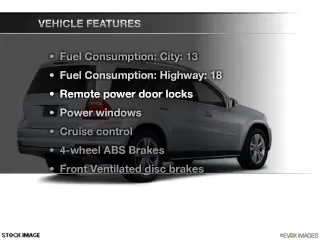 VEHICLE FEATURES
• Fuel Consumption: City: 13
• Fuel Consumption: Highway: 18
• Remote power door locks
• Power windows
• Cruise control
• 4-wheel ABS Brakes
• Front Ventilated disc brakes
STOCK IMAGE
©EVOX IMAGES